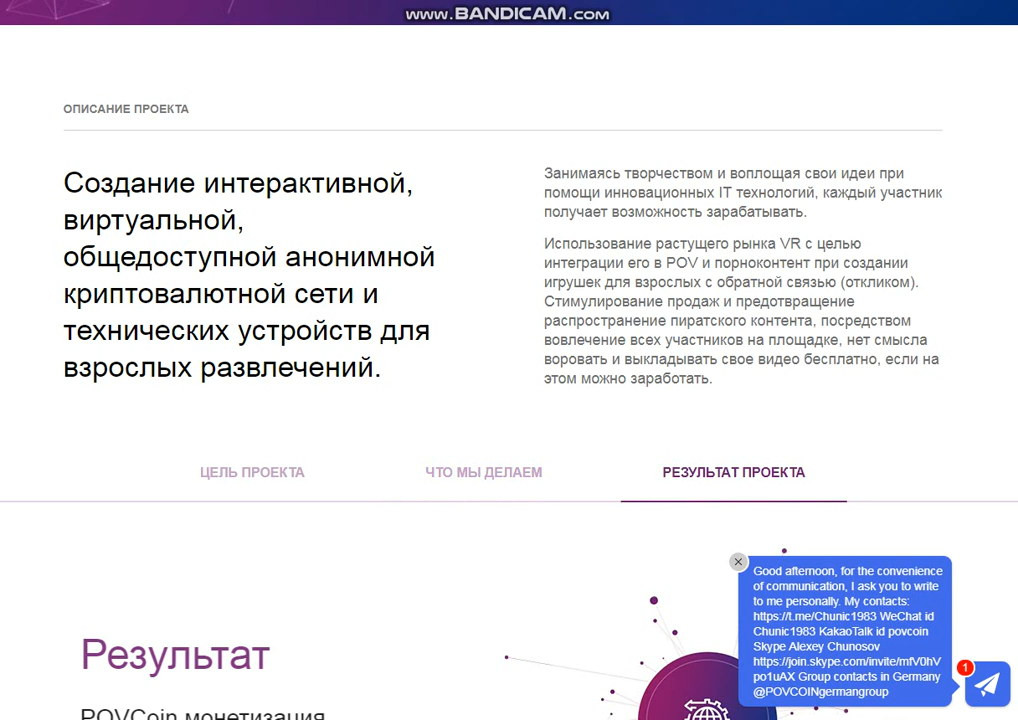 www.BANDICAM.com
ОПИСАНИЕ ПРОЕКТА
Создание интерактивной,
виртуальной,
общедоступной анонимной
криптовалютной сети и
технических устройств для
взрослых развлечений.
Занимаясь творчеством и воплощая свои идеи при
помощи инновационных IT технологий, каждый участник
получает возможность зарабатывать.
Использование растущего рынка VR с целью
интеграции его в POV и порноконтент при создании
игрушек для взрослых с обратной связью (откликом).
Стимулирование продаж и предотвращение
распространение пиратского контента, посредством
вовлечение всех участников на площадке, нет смысла
воровать и выкладывать свое видео бесплатно, если на
этом можно заработать.
ЦЕЛЬ ПРОЕКТА
ЧТО МЫ ДЕЛАЕМ
РЕЗУЛЬТАТ ПРОЕКТА
Результат
POVCoin монетизация
Good afternoon, for the convenience
of communication, I ask you to write
to me personally. My contacts:
https://t.me/Chunic1983 WeChat id
Chunic1983 KakaoTalk id povcoin
Skype Alexey Chunosov
https://join.skype.com/invite/mfV0hV
po1uAX Group contacts in Germany
@POVCOINgermangroup
1